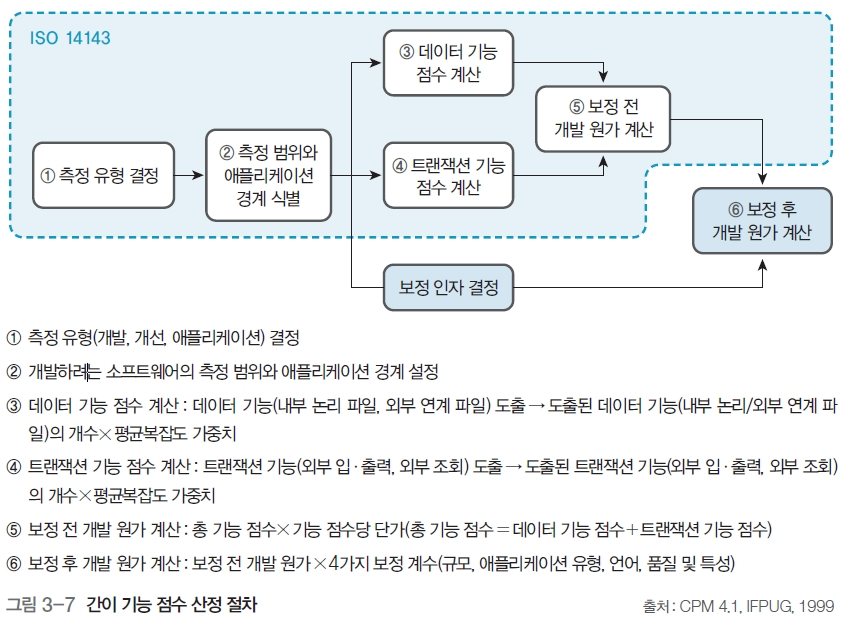 ISO 14143
③ 데이터 기능
점수 계산
① 측정 유형 결정
② 측정 범위와
애플리케이션
경계 식별
④ 트랜잭션 기능
점수 계산
⑤ 보정 전
개발 원가 계산
⑥ 보정 후
개발 원가 계산
보정 인자 결정
① 측정 유형(개발, 개선, 애플리케이션) 결정
② 개발하려는 소프트웨어의 측정 범위와 애플리케이션 경계 설정
③ 데이터 기능 점수 계산 : 데이터 기능(내부 논리 파일, 외부 연계 파일) 도출 → 도출된 데이터 기능(내부 논리/외부 연계 파
일)의 개수×평균복잡도 가중치
④ 트랜잭션 기능 점수 계산 : 트랜잭션 기능(외부 입·출력, 외부 조회) 도출 → 도출된 트랜잭션 기능(외부 입·출력, 외부 조회)
의 개수×평균복잡도 가중치
⑤ 보정 전 개발 원가 계산 : 총 기능 점수×기능 점수당 단가(총 기능 점수=데이터 기능 점수+트랜잭션 기능 점수)
⑥ 보정 후 개발 원가 계산 : 보정 전 개발 원가×4가지 보정 계수(규모, 애플리케이션 유형, 언어, 품질 및 특성)
그림 3-7 간이 기능 점수 산정 절차
출처 : CPM 4.1, IFPUG, 1999